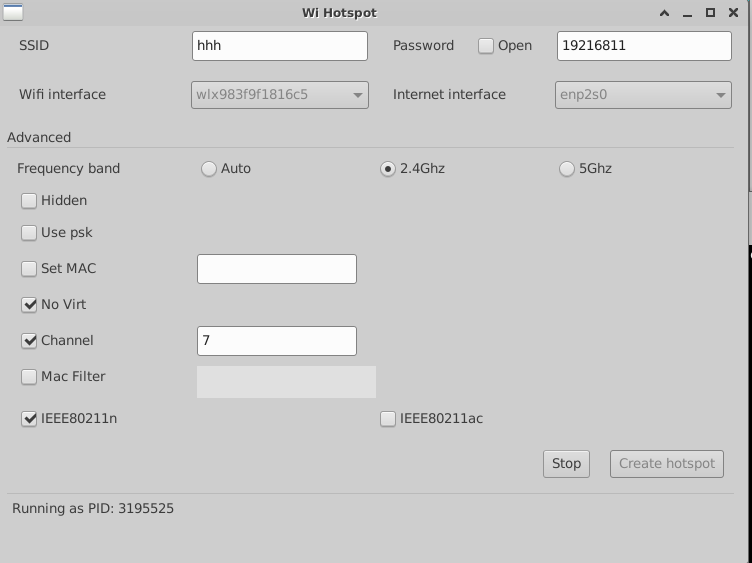 Wi Hotspot
SSID hhh Password Open 19216811
Wifi interface wlx983f9f1816c5 Internet interface enp2s0
Advanced
Frequency band Auto 2.4Ghz 5Ghz
Hidden
Use psk
Set MAC
No Virt
Channel 7
Mac Filter
IEEE80211n IEEE80211ac
Stop Create hotspot
Running as PID: 3195525